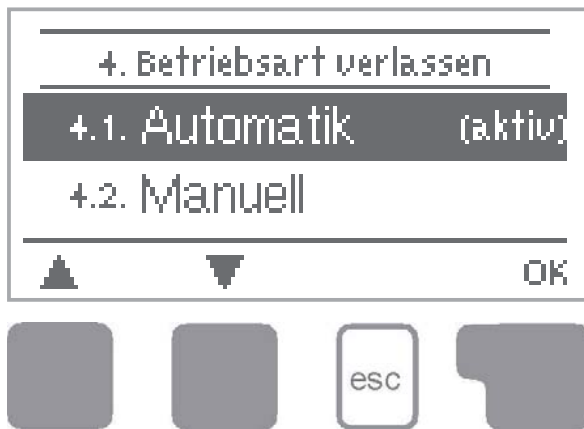 4. Betriebsart verlassen
4.1. Automatik (aktiv)
4.2. Manuell
OK
esc